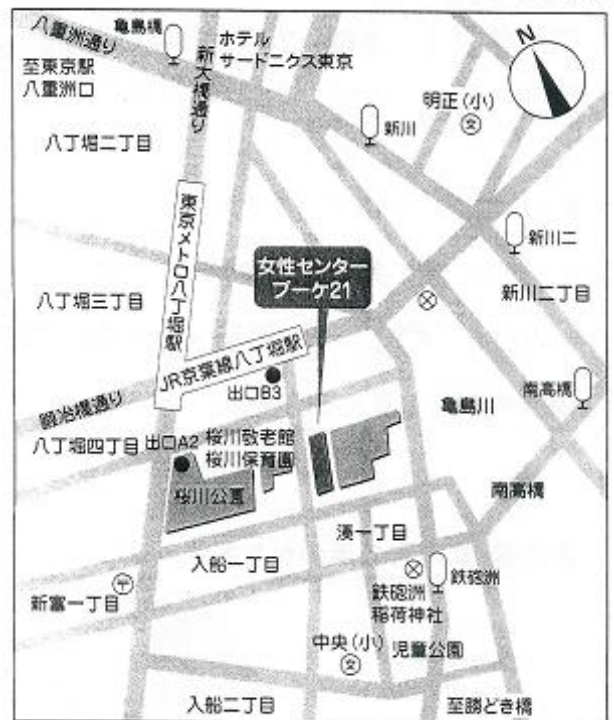 亀島橋
八重洲通り
至東京駅
八重洲口
新大橋通り
ホテル
サードニクス東京
N
明正(小)
文
新川
八丁堀二丁目
東京メトロ八丁堀駅
新川二
女性センター
ブーケ21
八丁堀三丁目
新川二丁目
JR京葉線八丁堀駅
出口B3
鍛冶橋通り
亀島川
南高橋
八丁堀四丁目
出口A2
桜川敬老館
桜川保育園
桜川公園
南高橋
湊一丁目
入船一丁目
新富一丁目
鉄砲洲
鉄砲洲
稲荷神社
児童公園
中央(小)
文
入船二丁目
至勝どき橋